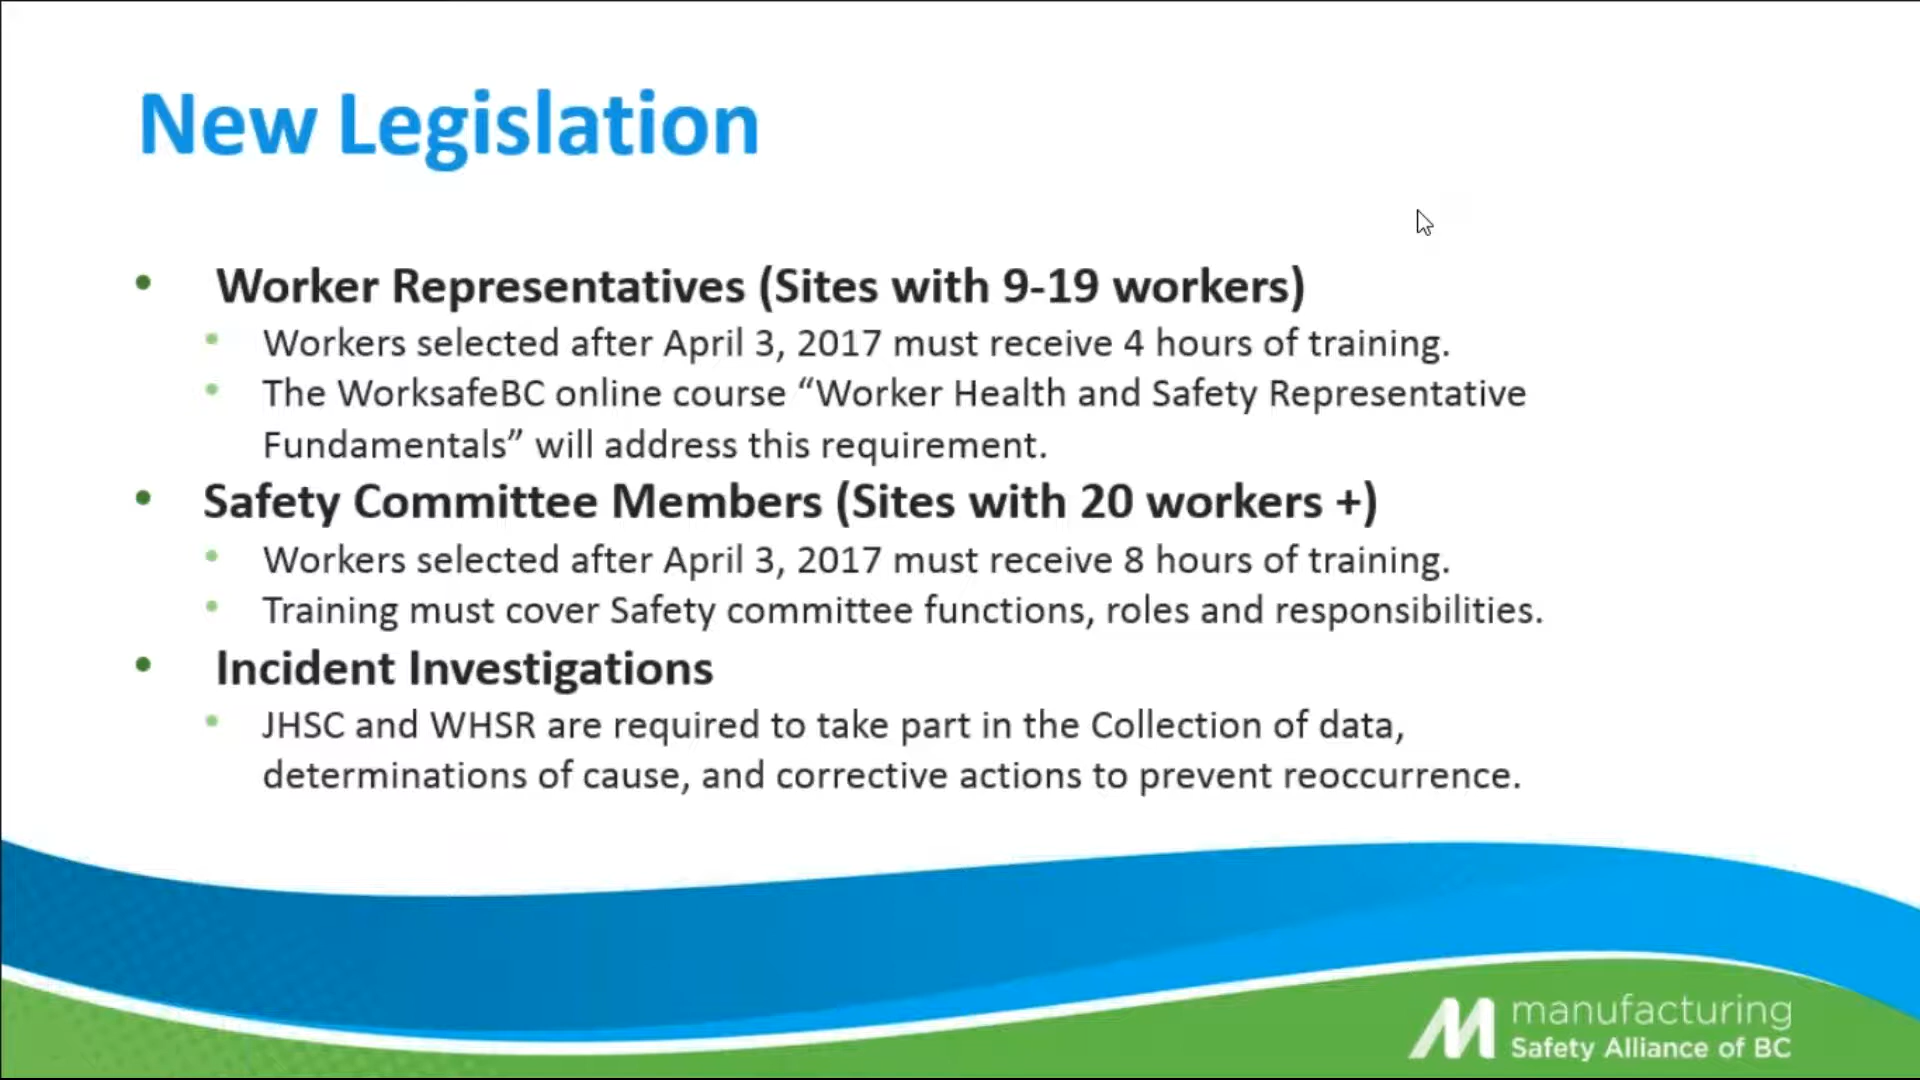 New Legislation
• Worker Representatives (Sites with 9-19 workers)
• Workers selected after April 3, 2017 must receive 4 hours of training.
• The WorksafeBC online course “Worker Health and Safety Representative
Fundamentals” will address this requirement.
• Safety Committee Members (Sites with 20 workers +)
• Workers selected after April 3, 2017 must receive 8 hours of training.
• Training must cover Safety committee functions, roles and responsibilities.
• Incident Investigations
• JHSC and WHSR are required to take part in the Collection of data,
determinations of cause, and corrective actions to prevent reoccurrence.
manufacturing
Safety Alliance of BC